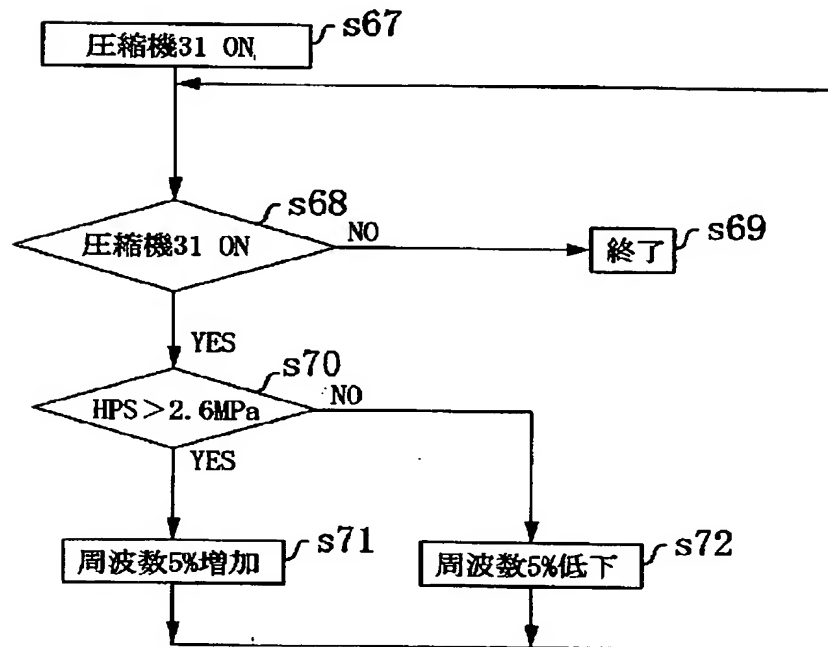 圧縮機31 ON
s67
s68
圧縮機31 ON
NO
終了
s69
YES
s70
HPS＞2.6MPa
NO
YES
周波数5%増加
s71
周波数5%低下
s72